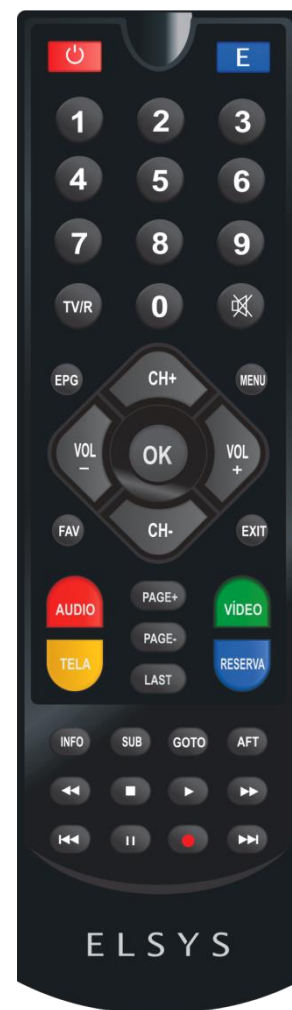 E
1 2 3
4 5 6
7 8 9
TV/R 0
EPG CH+ MENU
VOL - OK VOL +
FAV CH- EXIT
AUDIO PAGE+ VÍDEO
PAGE-
TELA LAST RESERVA
INFO SUB GOTO AFT
ELSYS